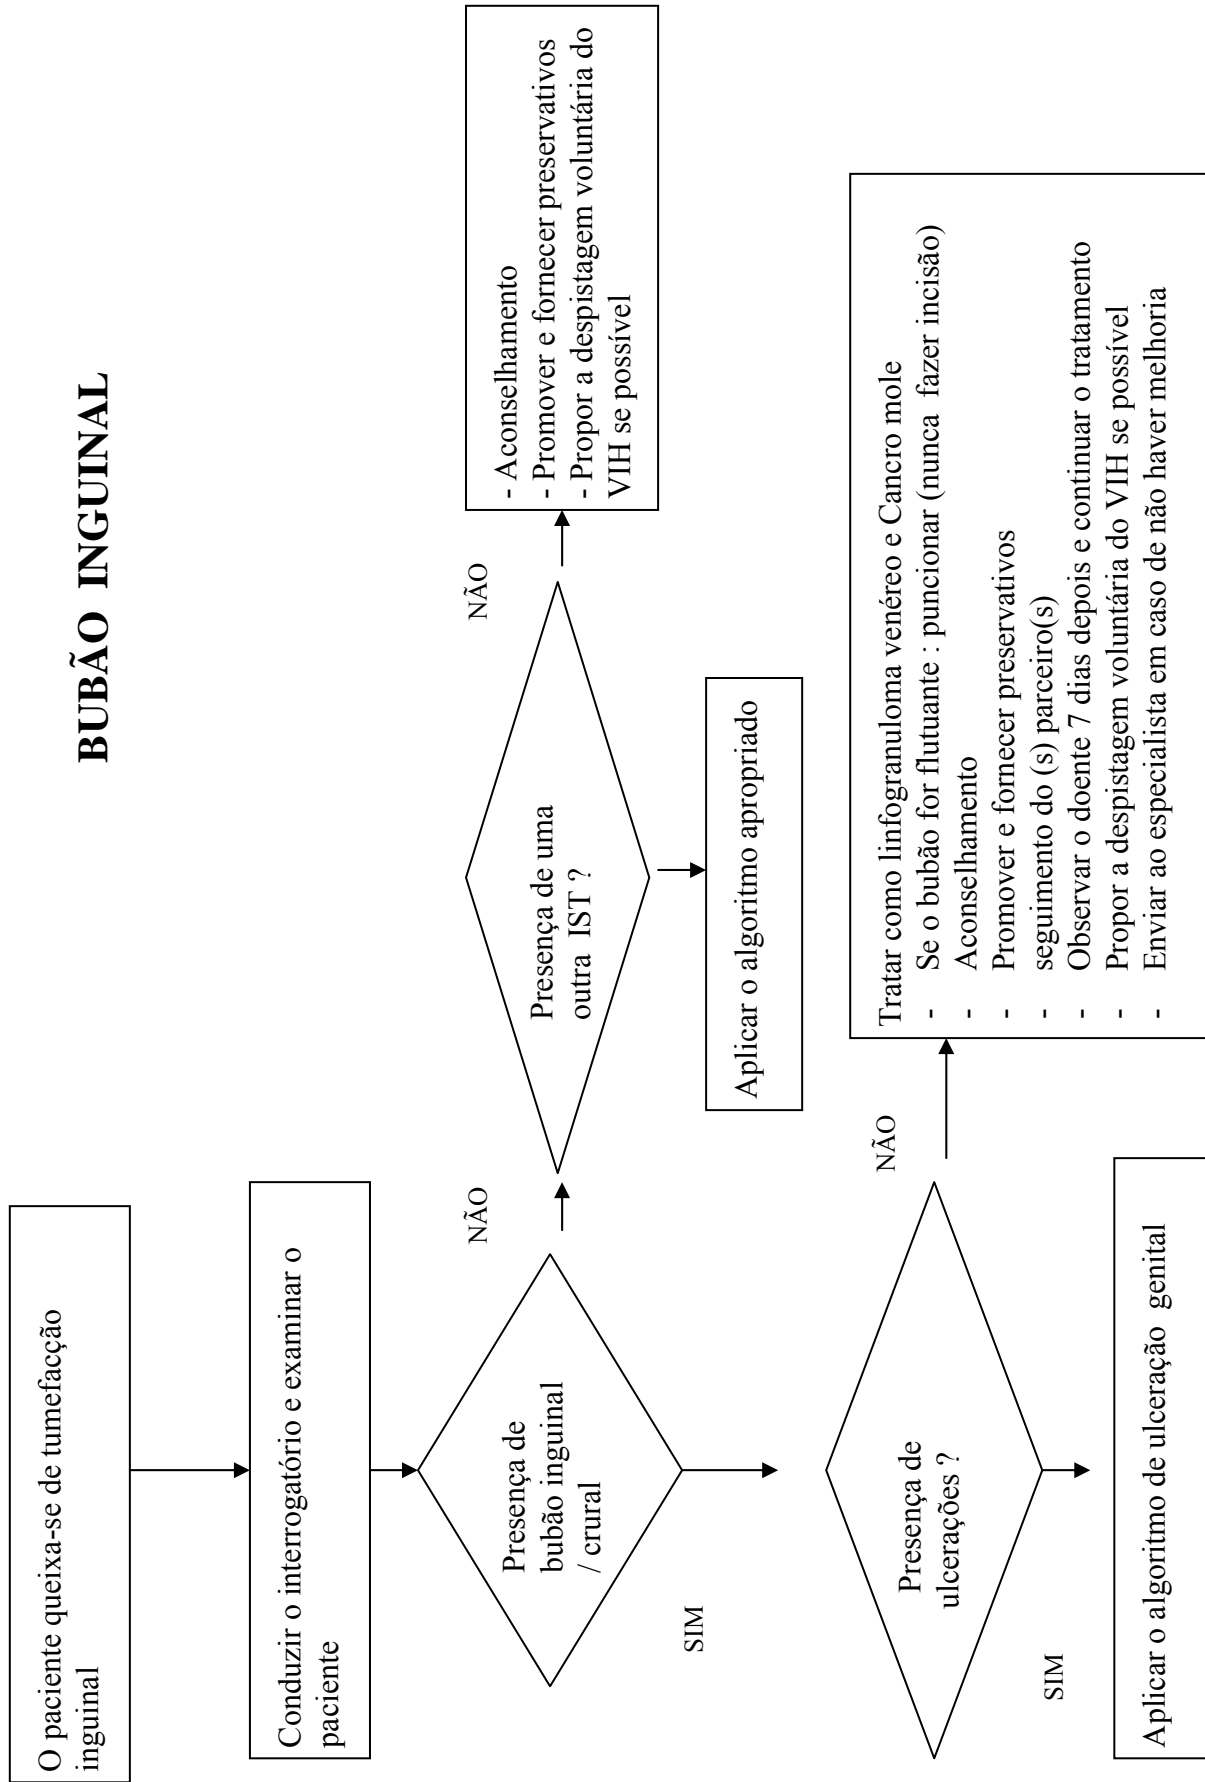 BUBÃO INGUINAL
O paciente queixa-se de tumefacção
inguinal
Conduzir o interrogatório e examinar o
paciente
Presença de
bubão inguinal
/ crural
NÃO
Presença de uma
outra IST ?
NÃO
- Aconselhamento
- Promover e fornecer preservativos
- Propor a despistagem voluntária do
VIH se possível
Aplicar o algoritmo apropriado
SIM
Presença de
ulcerações ?
NÃO
Tratar como linfogranuloma venéreo e Cancro mole
- Se o bubão for flutuante : puncionar (nunca fazer incisão)
- Aconselhamento
- Promover e fornecer preservativos
- seguimento do (s) parceiro(s)
- Observar o doente 7 dias depois e continuar o tratamento
- Propor a despistagem voluntária do VIH se possível
- Enviar ao especialista em caso de não haver melhoria
SIM
Aplicar o algoritmo de ulceração genital